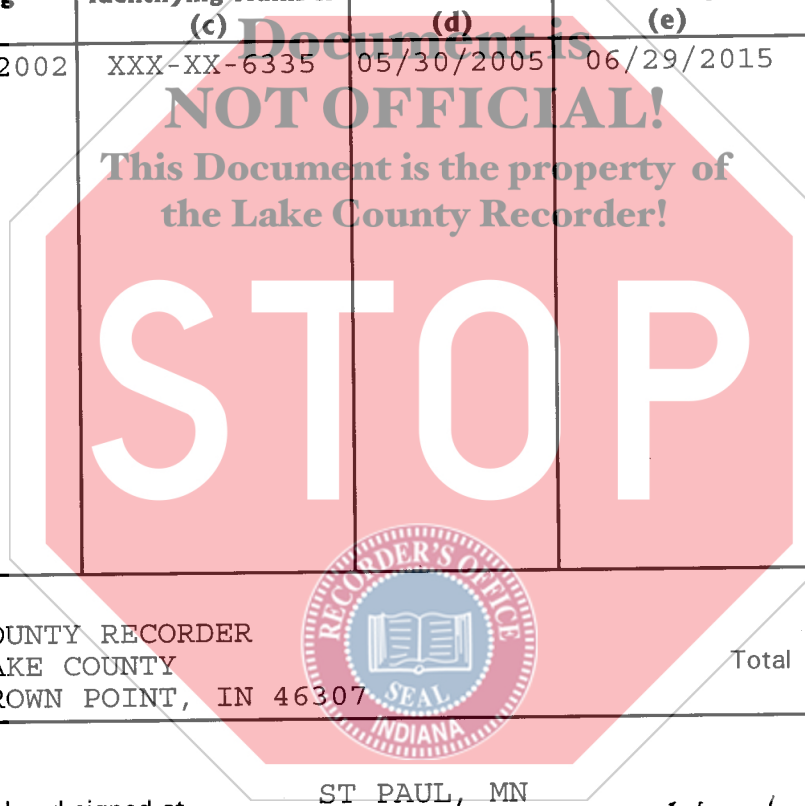 (c) (d) (e)
Document is
2002 XXX-XX-6335 05/30/2005 06/29/2015
NOT OFFICIAL!
This Document is the property of
the Lake County Recorder!
STOP
RECORDER'S OFFICE
SEAL
INDIANA
OUNTY RECORDER
AKE COUNTY
Total
ROWN POINT, IN 46307
ST PAUL, MN